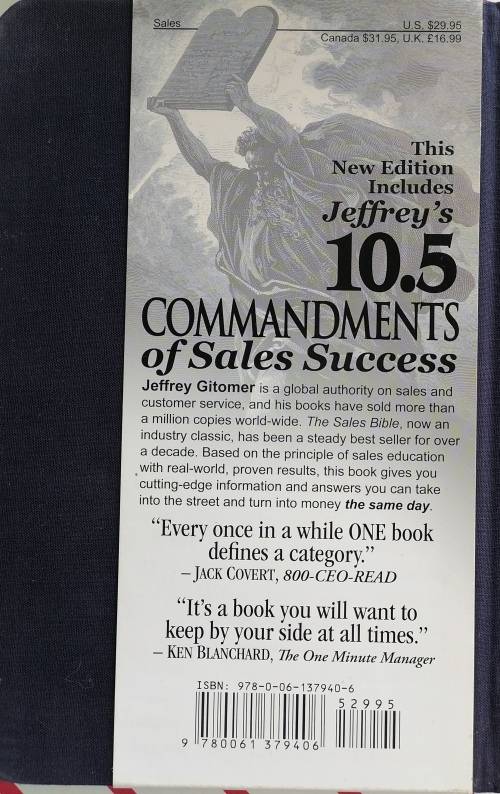 Sales U.S. $29.95
Canada $31.95, U.K. £16.99
This
New Edition
Includes
Jeffrey's
10.5
COMMANDMENTS
of Sales Success
Jeffrey Gitomer is a global authority on sales and
customer service, and his books have sold more than
a million copies world-wide. The Sales Bible, now an
industry classic, has been a steady best seller for over
a decade. Based on the principle of sales education
with real-world, proven results, this book gives you
cutting-edge information and answers you can take
into the street and turn into money the same day.
“Every once in a while ONE book
defines a category.”
– JACK COVERT, 800-CEO-READ
“It's a book you will want to
keep by your side at all times.”
– KEN BLANCHARD, The One Minute Manager
ISBN: 978-0-06-137940-6
52995
9 780061 379406